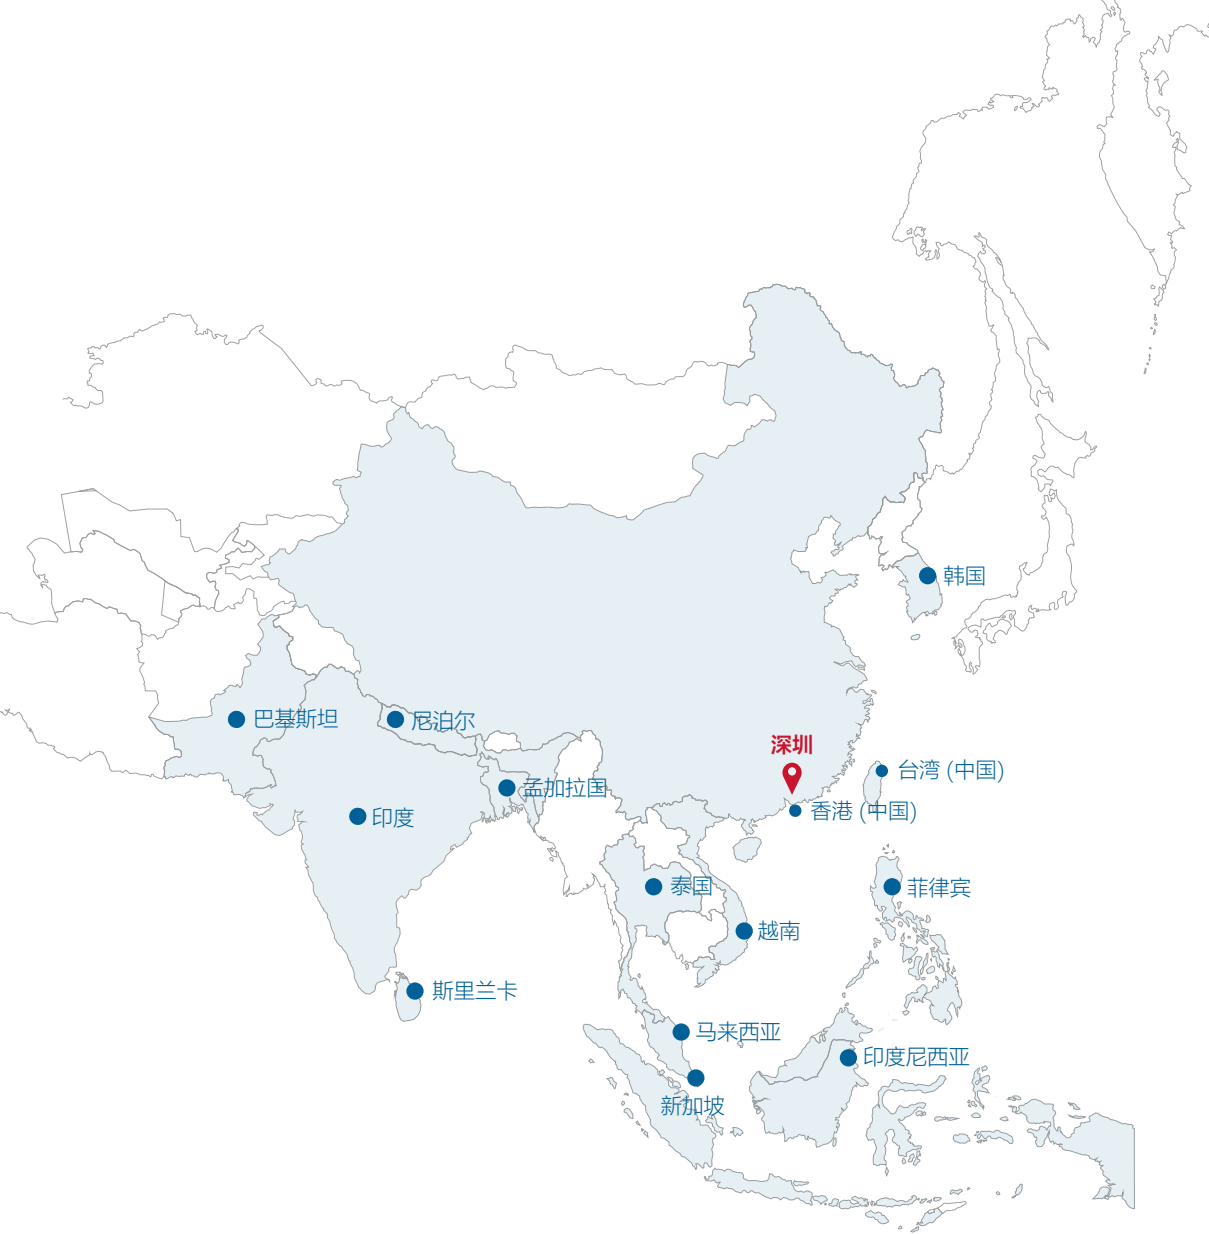 韩国
巴基斯坦
尼泊尔
深圳
台湾 (中国)
孟加拉国
香港 (中国)
印度
泰国
菲律宾
越南
斯里兰卡
马来西亚
印度尼西亚
新加坡